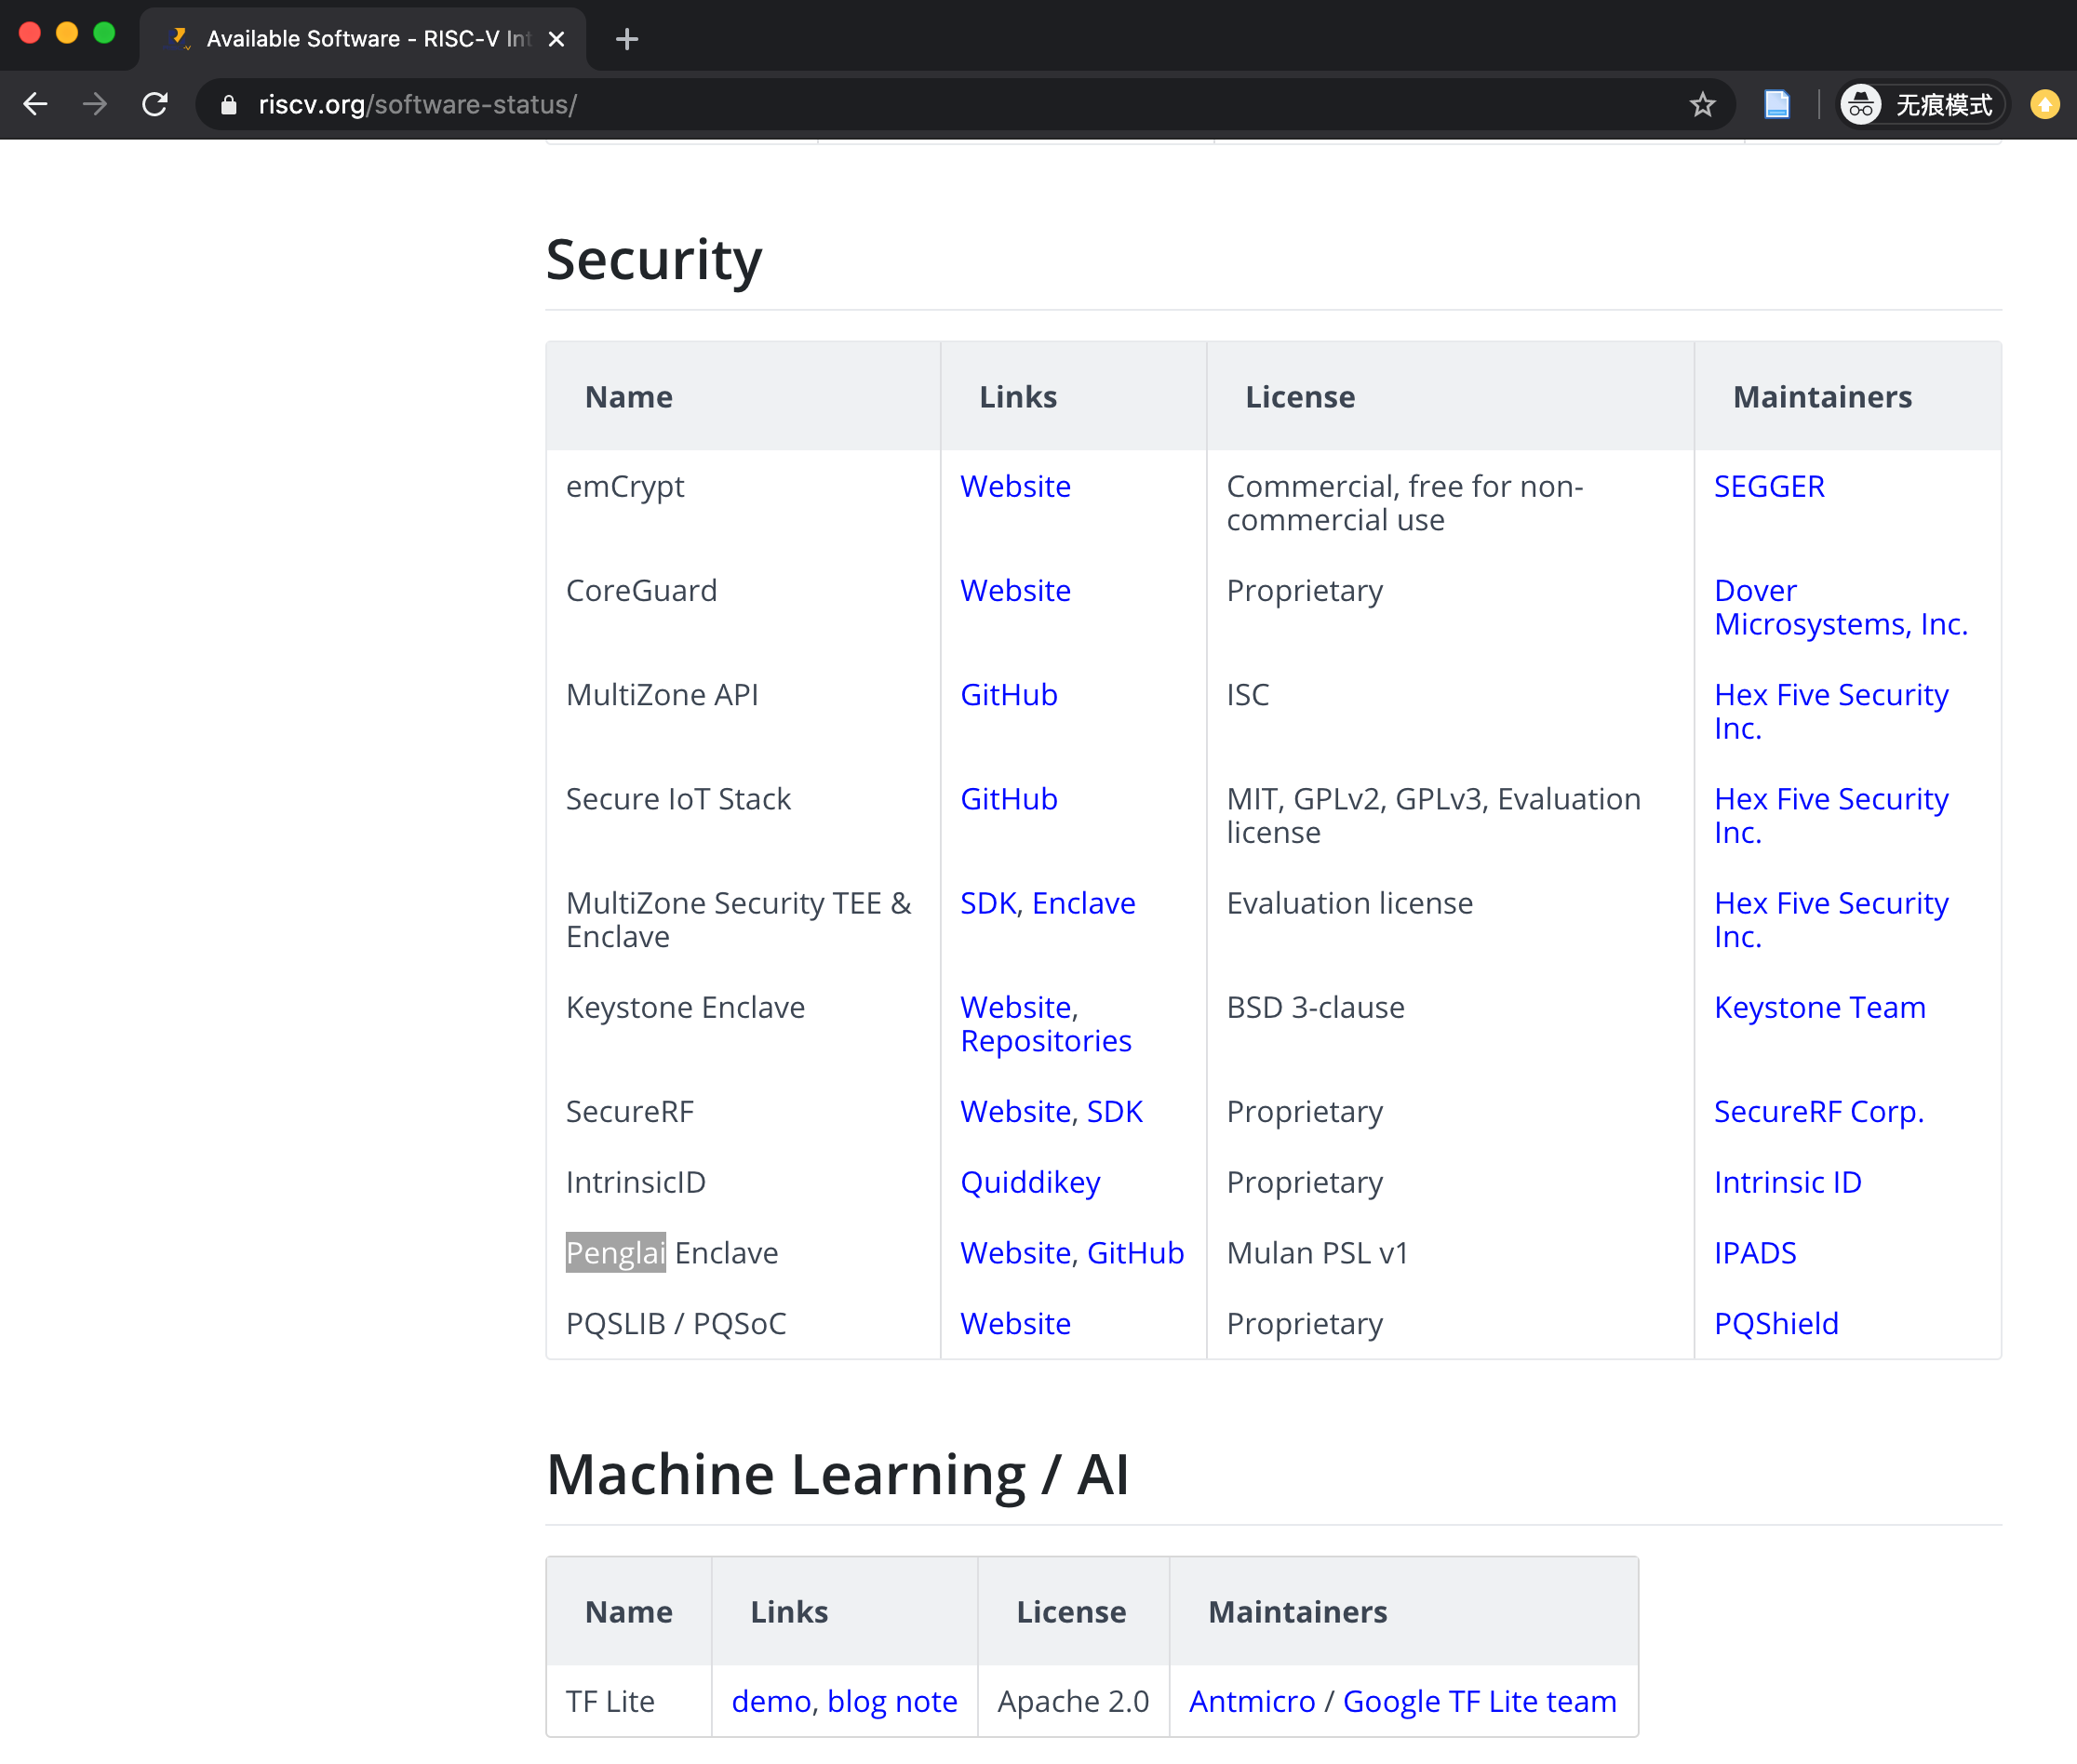 Available Software - RISC-V Int
riscv.org/software-status/
无痕模式
Security
Name Links License Maintainers
emCrypt Website Commercial, free for non-
commercial use SEGGER
CoreGuard Website Proprietary Dover
Microsystems, Inc.
MultiZone API GitHub ISC Hex Five Security
Inc.
Secure IoT Stack GitHub MIT, GPLv2, GPLv3, Evaluation
license Hex Five Security
Inc.
MultiZone Security TEE &
Enclave SDK, Enclave Evaluation license Hex Five Security
Inc.
Keystone Enclave Website,
Repositories BSD 3-clause Keystone Team
SecureRF Website, SDK Proprietary SecureRF Corp.
IntrinsicID Quiddikey Proprietary Intrinsic ID
Penglai Enclave Website, GitHub Mulan PSL v1 IPADS
PQSLIB / PQSoC Website Proprietary PQShield
Machine Learning / AI
Name Links License Maintainers
TF Lite demo, blog note Apache 2.0 Antmicro / Google TF Lite team